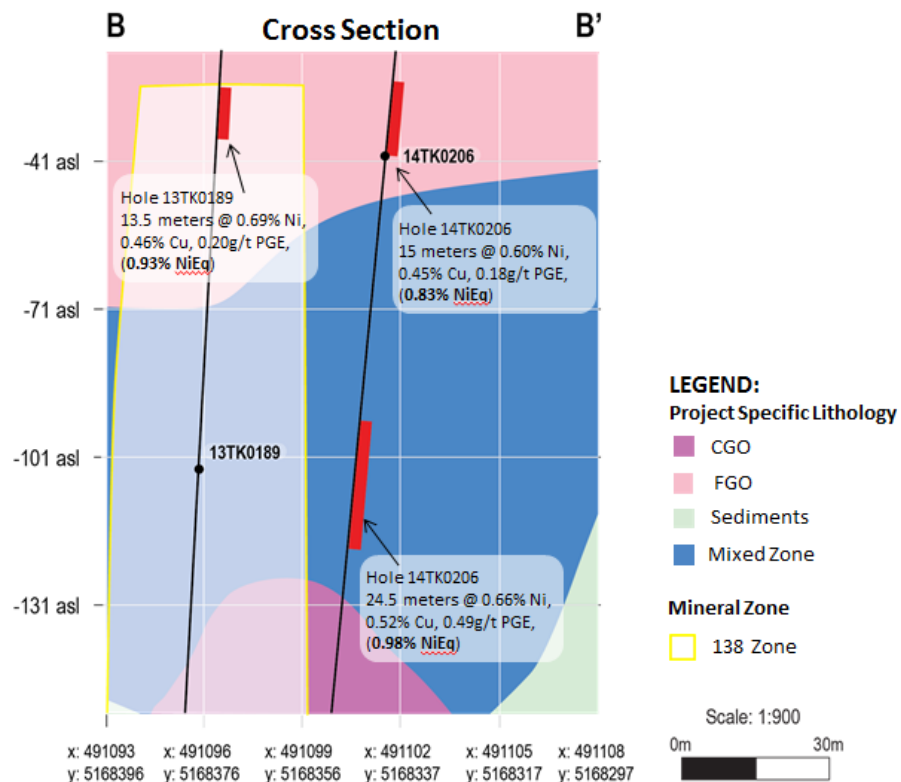 B
Cross Section
B'
-41 asl
14TK0206
Hole 13TK0189
13.5 meters @ 0.69% Ni,
0.46% Cu, 0.20g/t PGE,
(0.93% NiEq)
Hole 14TK0206
15 meters @ 0.60% Ni,
0.45% Cu, 0.18g/t PGE,
(0.83% NiEq)
-71 asl
-101 asl
13TK0189
Hole 14TK0206
24.5 meters @ 0.66% Ni,
0.52% Cu, 0.49g/t PGE,
(0.98% NiEq)
-131 asl
x: 491093 x: 491096 x: 491099 x: 491102 x: 491105 x: 491108
y: 5168396 y: 5168376 y: 5168356 y: 5168337 y: 5168317 y: 5168297
LEGEND:
Project Specific Lithology
CGO
FGO
Sediments
Mixed Zone
Mineral Zone
138 Zone
Scale: 1:900
0m 30m